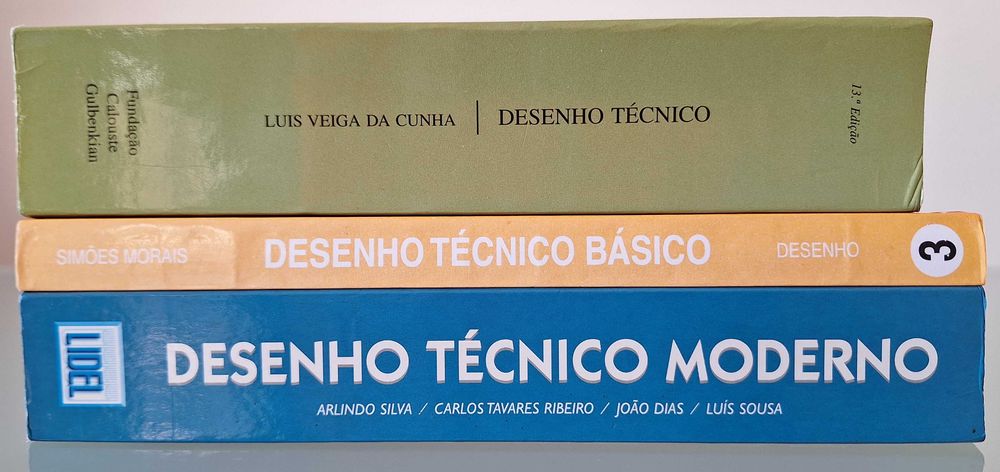 Fundação
Calouste
Gulbenkian
LUIS VEIGA DA CUNHA | DESENHO TÉCNICO
13.ª Edição
SIMÕES MORAIS DESENHO TÉCNICO BÁSICO DESENHO 3
LIDEL
DESENHO TÉCNICO MODERNO
ARLINDO SILVA / CARLOS TAVARES RIBEIRO / JOÃO DIAS / LUÍS SOUSA